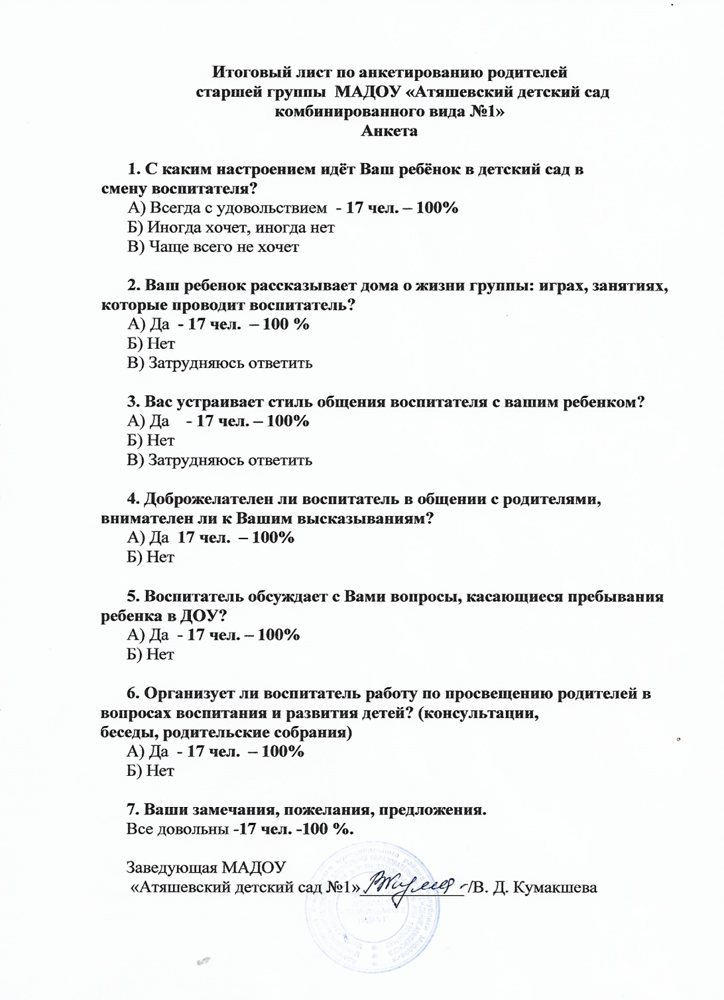 Итоговый лист по анкетированию родителей
старшей группы МАДОУ «Атяшевский детский сад
комбинированного вида №1»
Анкета
1. С каким настроением идёт Ваш ребёнок в детский сад в
смену воспитателя?
А) Всегда с удовольствием - 17 чел. – 100%
Б) Иногда хочет, иногда нет
В) Чаще всего не хочет
2. Ваш ребенок рассказывает дома о жизни группы: играх, занятиях,
которые проводит воспитатель?
А) Да - 17 чел. – 100 %
Б) Нет
В) Затрудняюсь ответить
3. Вас устраивает стиль общения воспитателя с вашим ребенком?
А) Да - 17 чел. – 100%
Б) Нет
В) Затрудняюсь ответить
4. Доброжелателен ли воспитатель в общении с родителями,
внимателен ли к Вашим высказываниям?
А) Да 17 чел. – 100%
Б) Нет
5. Воспитатель обсуждает с Вами вопросы, касающиеся пребывания
ребенка в ДОУ?
А) Да - 17 чел. – 100%
Б) Нет
6. Организует ли воспитатель работу по просвещению родителей в
вопросах воспитания и развития детей? (консультации,
беседы, родительские собрания)
А) Да - 17 чел. – 100%
Б) Нет
7. Ваши замечания, пожелания, предложения.
Все довольны -17 чел. -100 %.
Заведующая МАДОУ
«Атяшевский детский сад №1»____________/В. Д. Кумакшева